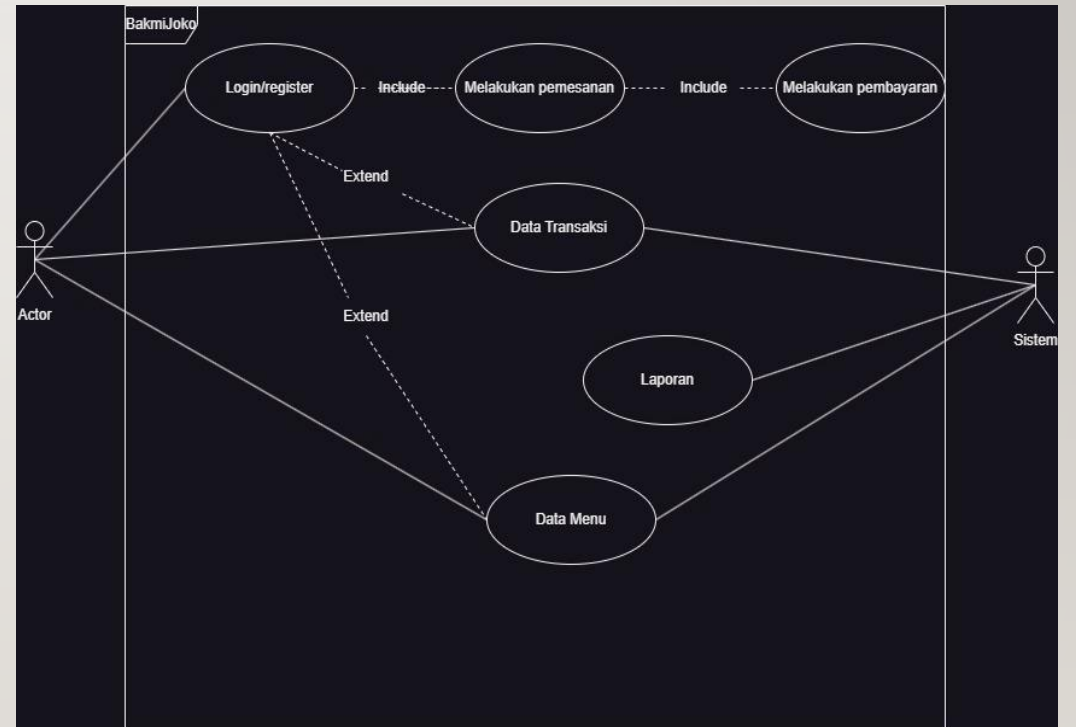 BakmiJoko
Login/register
Include
Melakukan pemesanan
Include
Melakukan pembayaran
Extend
Data Transaksi
Actor
Extend
Sistem
Laporan
Data Menu